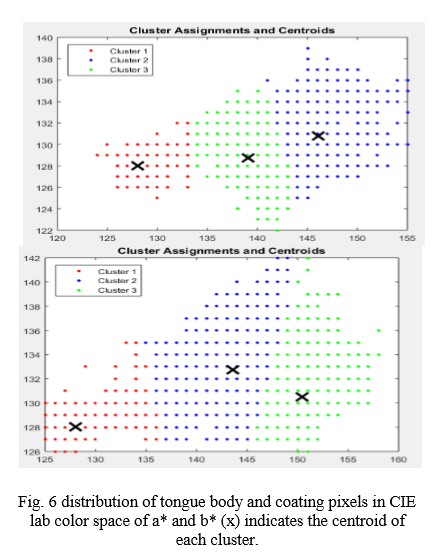 Cluster Assignments and Centroids
140
Cluster 1
138
Cluster 2
Cluster 3
136
134
132
130
128
126
124
122
120 125 130 135 140 145 150 155
Cluster Assignments and Centroids
142
Cluster 1
140
Cluster 2
Cluster 3
138
136
134
132
130
128
126
125 130 135 140 145 150 155 160
Fig. 6 distribution of tongue body and coating pixels in CIE
lab color space of a* and b* (x) indicates the centroid of
each cluster.